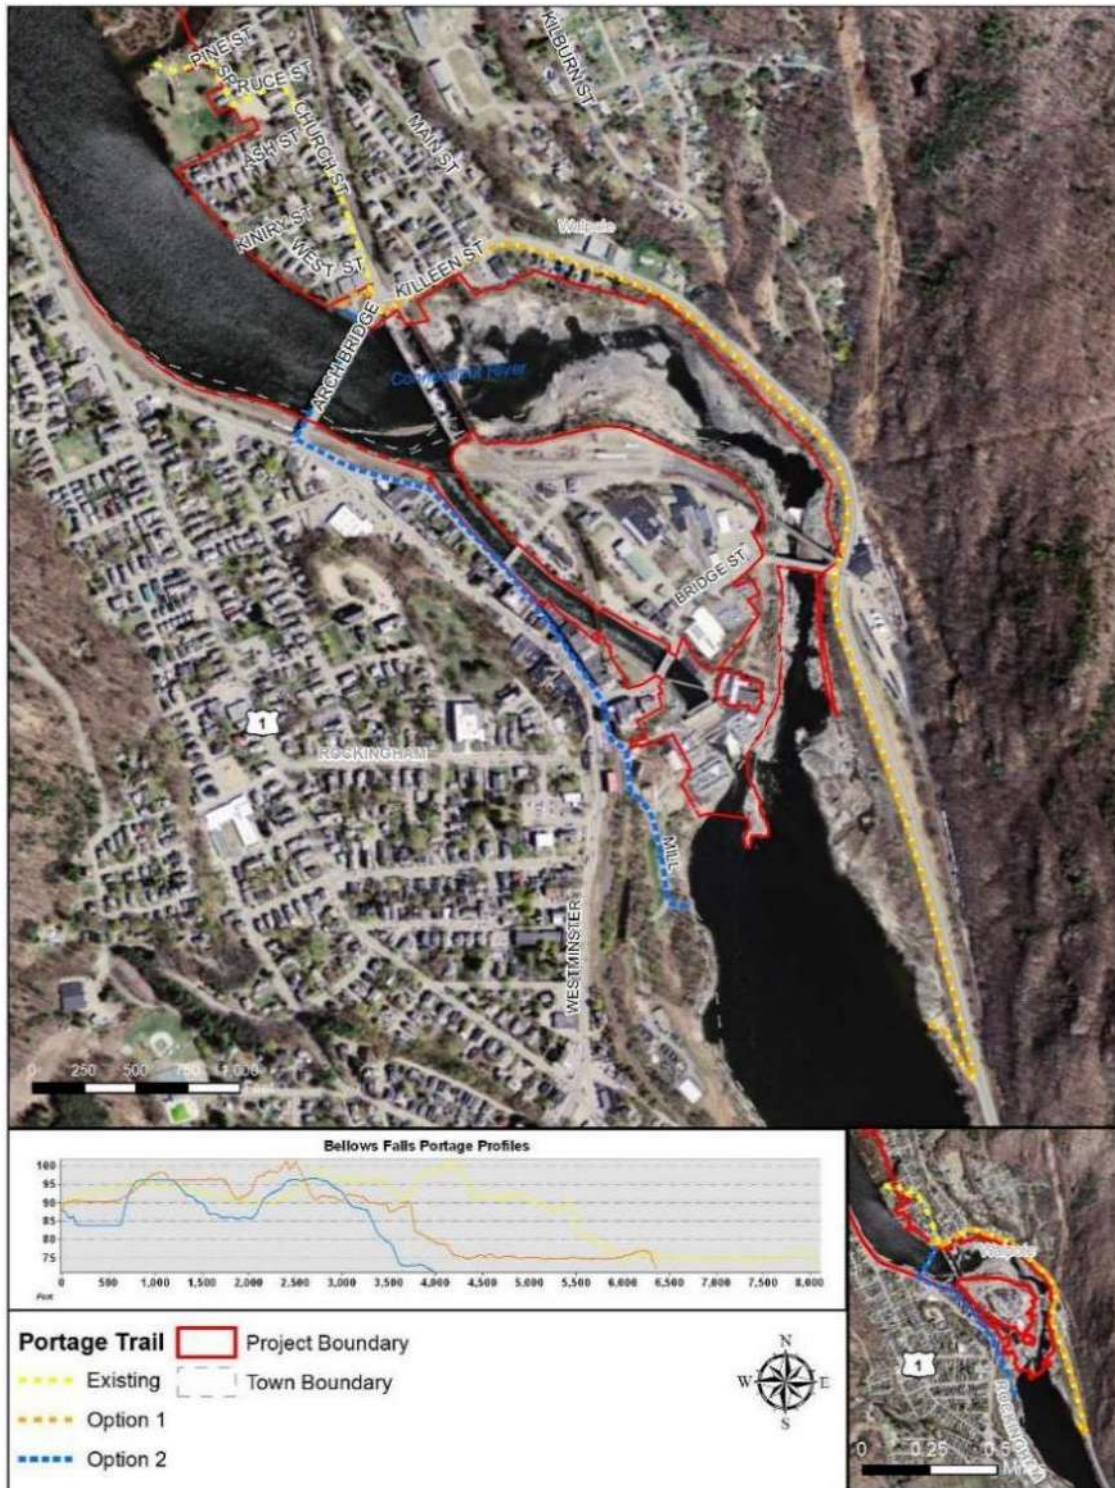 KILBURN ST
PINE ST
SPRUCE ST
MAIN ST
CHURCH ST
ASH ST
Walpole
KINIRY ST
WEST ST
KILLEEN ST
ARCH BRIDGE
Connecticut River
BRIDGE ST
1
ROCKINGHAM
MILL
WESTMINSTER
0 250 500 750 1,000
Bellows Falls Portage Profiles
100
95
90
85
80
75
0 500 1,000 1,500 2,000 2,500 3,000 3,500 4,000 4,500 5,000 5,500 6,000 6,500 7,000 7,500 8,000
Walpole
1
ROCKINGHAM
0 0.25 0.5
Portage Trail
Project Boundary
Existing
Town Boundary
Option 1
Option 2
N
W E
S